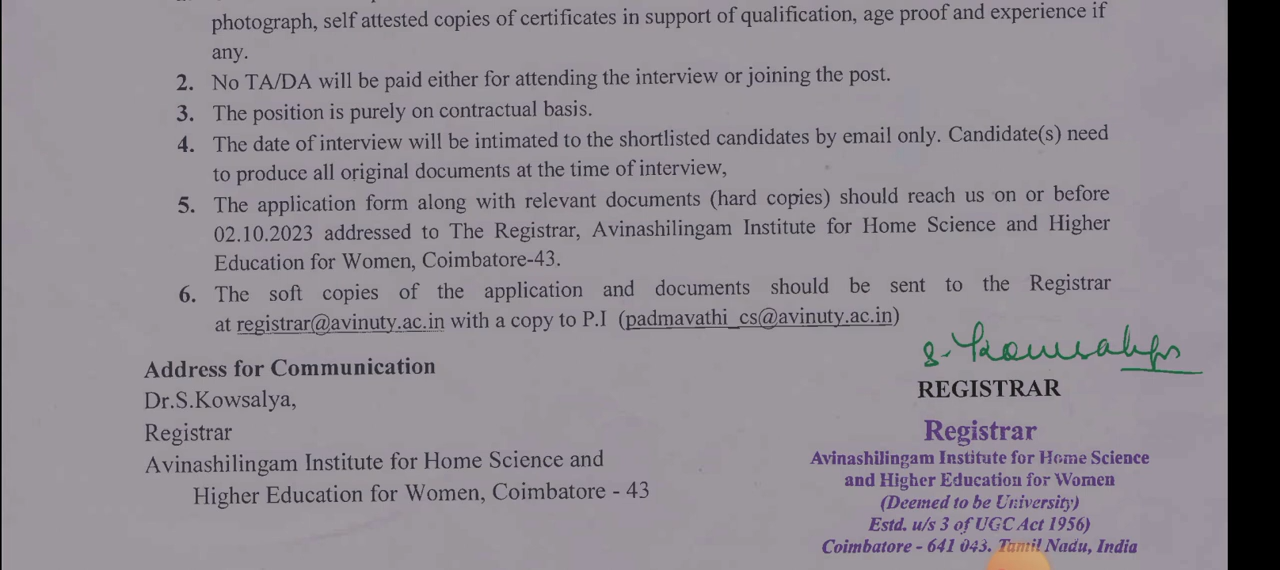 photograph, self attested copies of certificates in support of qualification, age proof and experience if
any.
2. No TA/DA will be paid either for attending the interview or joining the post.
3. The position is purely on contractual basis.
4. The date of interview will be intimated to the shortlisted candidates by email only. Candidate(s) need
to produce all original documents at the time of interview,
5. The application form along with relevant documents (hard copies) should reach us on or before
02.10.2023 addressed to The Registrar, Avinashilingam Institute for Home Science and Higher
Education for Women, Coimbatore-43.
6. The soft copies of the application and documents should be sent to the Registrar
at registrar@avinuty.ac.in with a copy to P.I (padmavathi_cs@avinuty.ac.in)
Address for Communication
Dr.S.Kowsalya,
Registrar
Avinashilingam Institute for Home Science and
Higher Education for Women, Coimbatore - 43
S. Kowsalya
REGISTRAR
Registrar
Avinashilingam Institute for Home Science
and Higher Education for Women
(Deemed to be University)
Estd. u/s 3 of UGC Act 1956)
Coimbatore - 641 043. Tamil Nadu, India